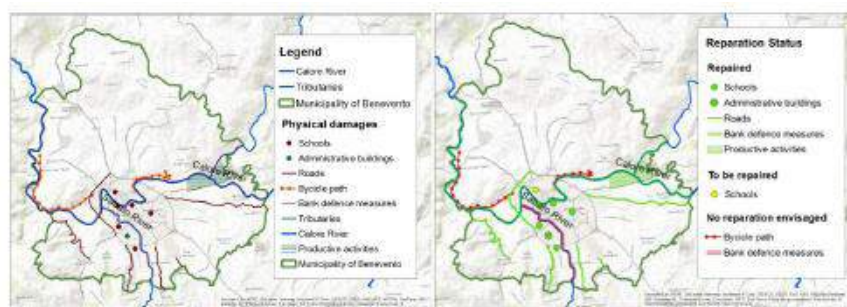 Legend
Calore River
Tributaries
Municipality of Benevento
Physical damages
Schools
Administrative buildings
Roads
Bycicle path
Bank defence measures
Tributaries
Calore River
Productive activities
Municipality of Benevento
Calore River
River
Reparation Status
Repaired
Schools
Administrative buildings
Roads
Bank defence measures
Productive activities
To be repaired
Schools
No reparation envisaged
Bycicle path
Bank defence measures
Calore River
River